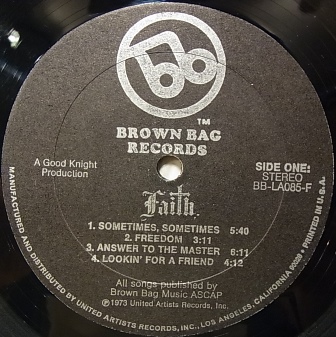 TM
BROWN BAG
RECORDS
A Good Knight
Production
SIDE ONE:
STEREO
BB-LA085-F
Faith
1. SOMETIMES, SOMETIMES 5:40
2. FREEDOM 3:11
3. ANSWER TO THE MASTER 6:11
4. LOOKIN' FOR A FRIEND 4:12
All songs published by
Brown Bag Music ASCAP
℗1973 United Artists Records, Inc.
MANUFACTURED AND DISTRIBUTED BY UNITED ARTISTS RECORDS, INC., LOS ANGELES, CALIFORNIA 90028 • PRINTED IN U.S.A.